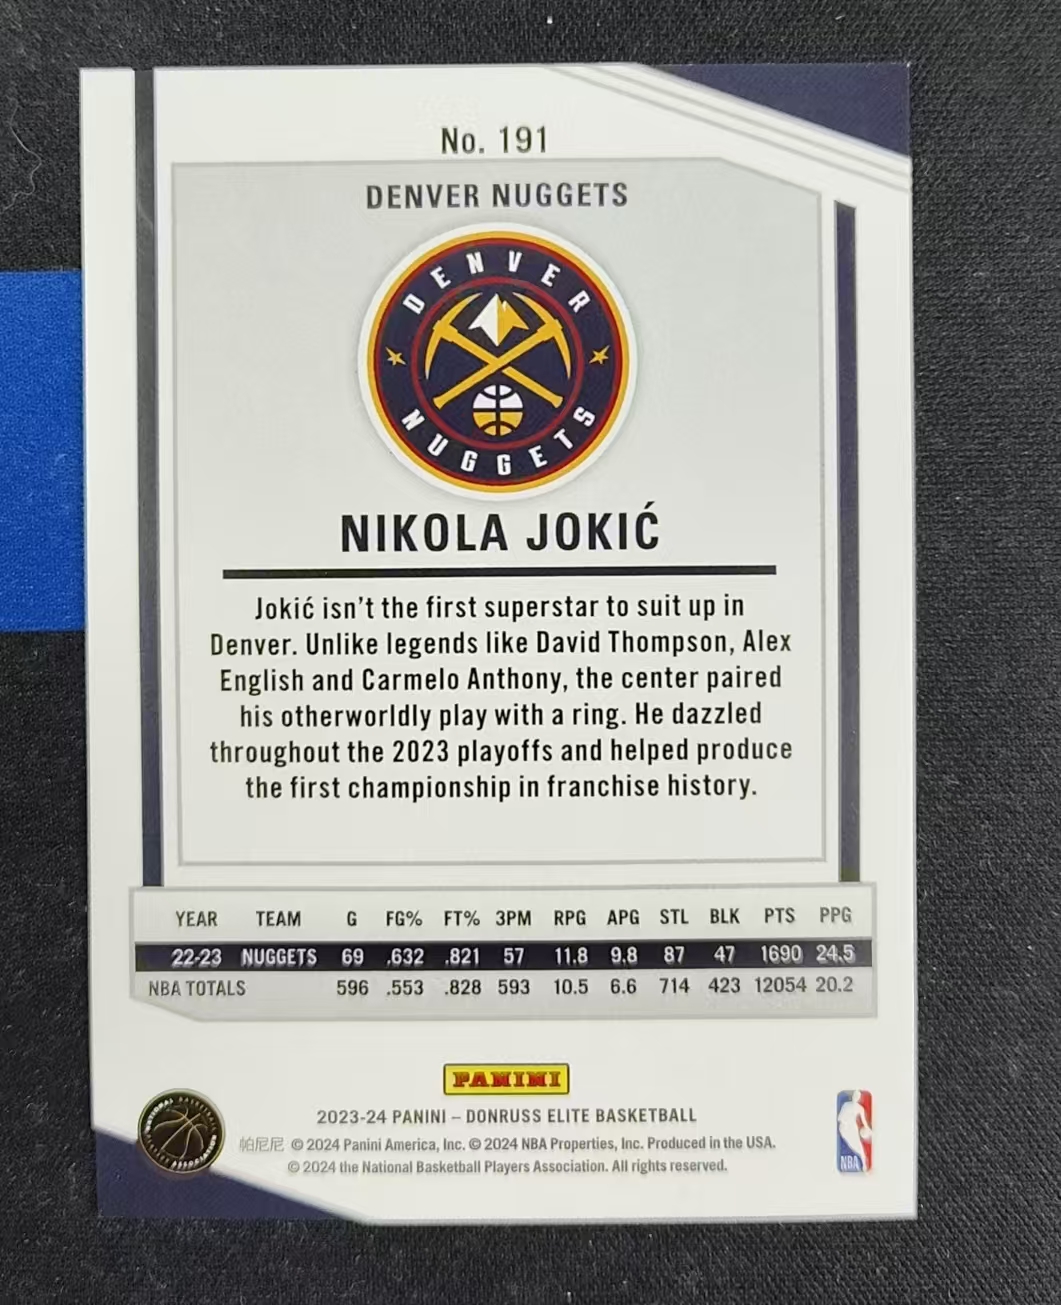 No. 191
DENVER NUGGETS
DENVER
NUGGETS
NIKOLA JOKIĆ
Jokić isn't the first superstar to suit up in
Denver. Unlike legends like David Thompson, Alex
English and Carmelo Anthony, the center paired
his otherworldly play with a ring. He dazzled
throughout the 2023 playoffs and helped produce
the first championship in franchise history.
YEAR TEAM G FG% FT% 3PM RPG APG STL BLK PTS PPG
22-23 NUGGETS 69 .632 .821 57 11.8 9.8 87 47 1690 24.5
NBA TOTALS 596 .553 .828 593 10.5 6.6 714 423 12054 20.2
PANINI
2023-24 PANINI – DONRUSS ELITE BASKETBALL
帕尼尼 © 2024 Panini America, Inc. © 2024 NBA Properties, Inc. Produced in the USA.
© 2024 the National Basketball Players Association. All rights reserved.
NATIONAL BASKETBALL
PLAYERS ASSOCIATION
NBA